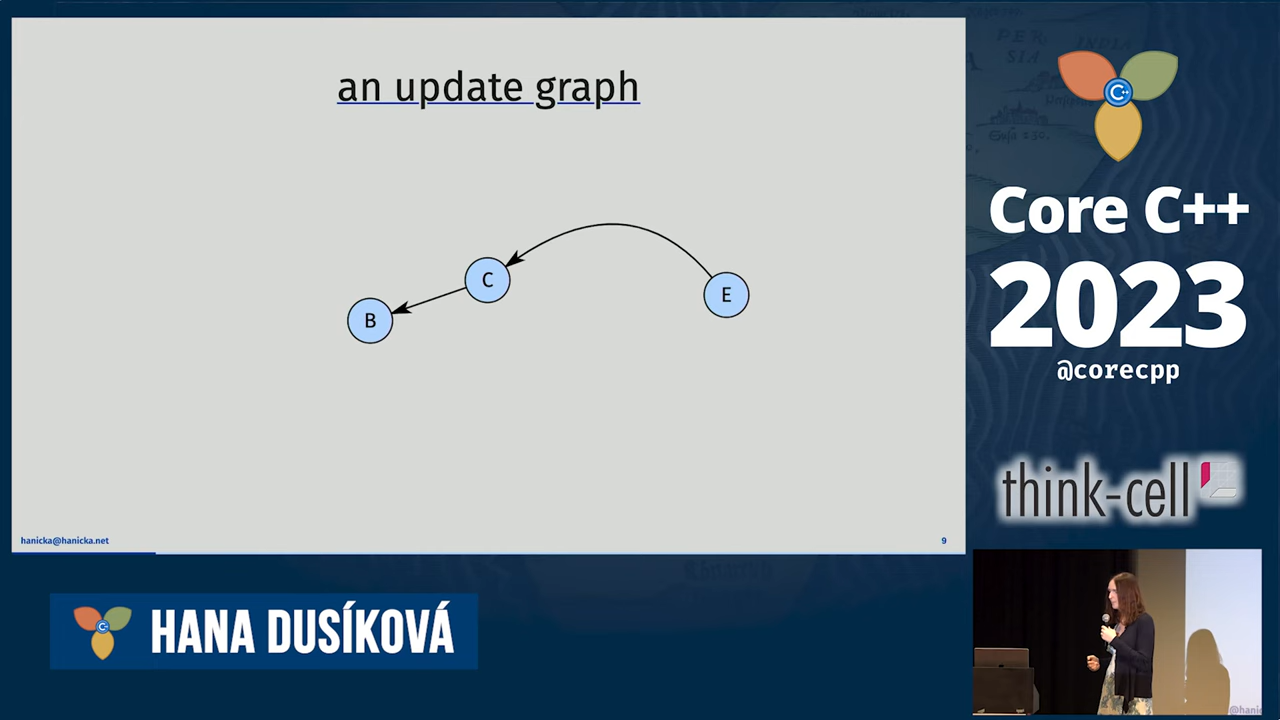 an update graph
C
E
B
hanicka@hanicka.net
9
Core C++
2023
@corecpp
think-cell
HANA DUSÍKOVÁ
C++